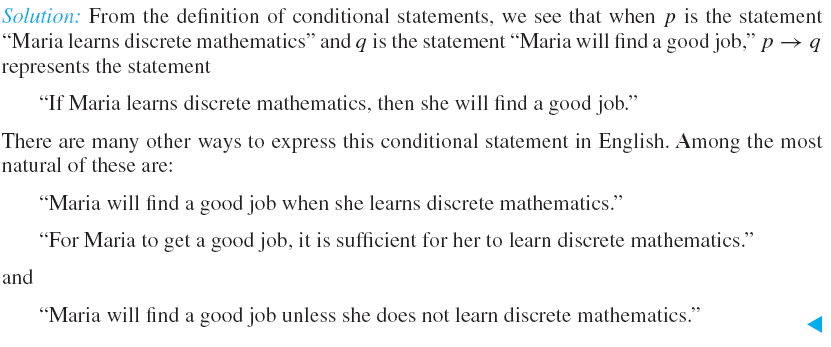 Solution: From the definition of conditional statements, we see that when p is the statement
“Maria learns discrete mathematics” and q is the statement “Maria will find a good job,” p → q
represents the statement
“If Maria learns discrete mathematics, then she will find a good job.”
There are many other ways to express this conditional statement in English. Among the most
natural of these are:
“Maria will find a good job when she learns discrete mathematics.”
“For Maria to get a good job, it is sufficient for her to learn discrete mathematics.”
and
“Maria will find a good job unless she does not learn discrete mathematics.”